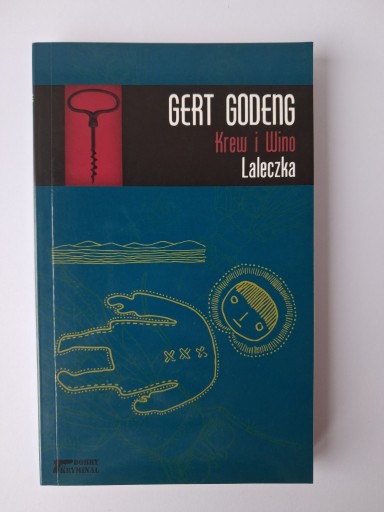 GERT GODENG
Krew i Wino
Laleczka
DOBRY
KRYMINAŁ